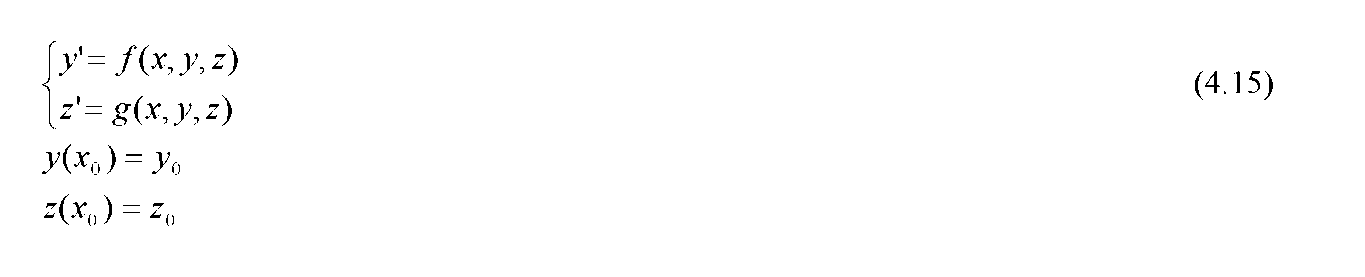 y'= f(x, y, z)
(4.15)
z'= g(x, y, z)
y(x₀) = y₀
z(x₀) = z₀